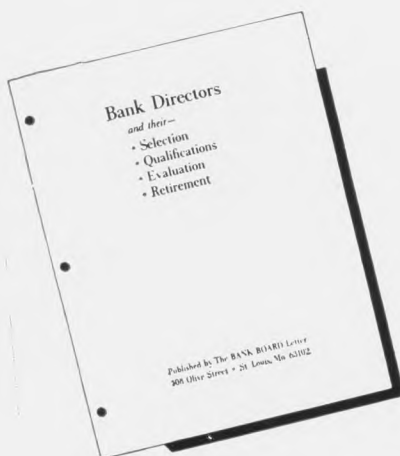 Bank Directors
and their—
• Selection
• Qualifications
• Evaluation
• Retirement
Published by The BANK BOARD Letter
408 Olive Street • St. Louis, Mo. 63102